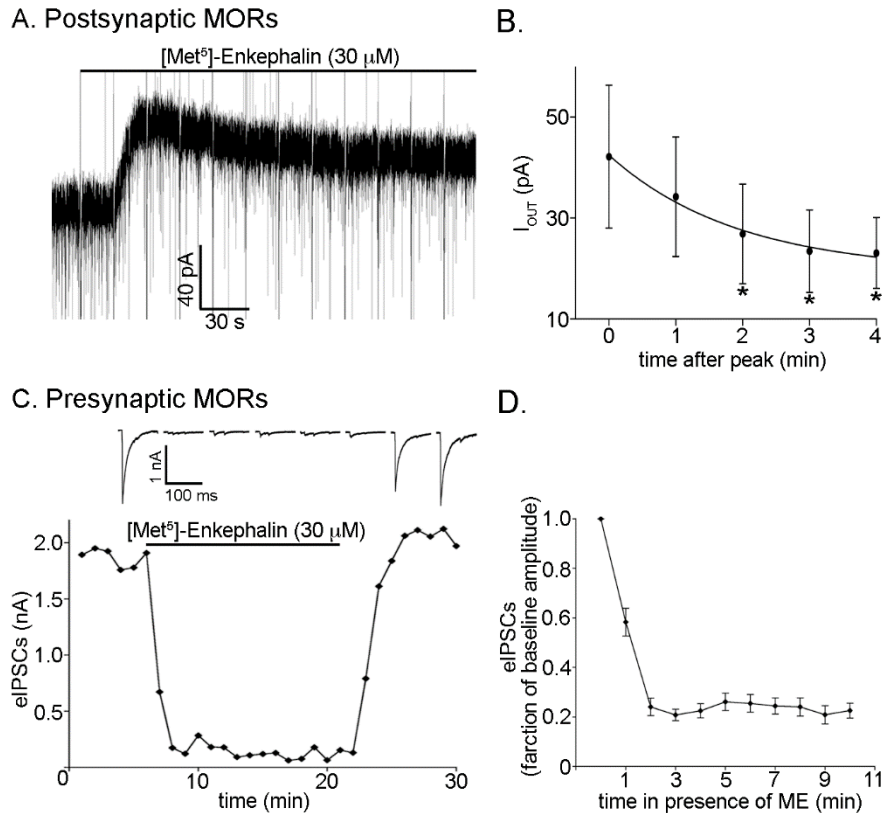 A. Postsynaptic MORs
[Met⁵]-Enkephalin (30 μM)
40 pA
30 s
B.
I_OUT (pA)
50
30
10
0 1 2 3 4
* * *
time after peak (min)
C. Presynaptic MORs
1 nA
100 ms
[Met⁵]-Enkephalin (30 μM)
eIPSCs (nA)
2.0
1.5
1.0
0.5
0 10 20 30
time (min)
D.
eIPSCs
(farction of baseline amplitude)
1.0
0.8
0.6
0.4
0.2
0
1 3 5 7 9 11
time in presence of ME (min)